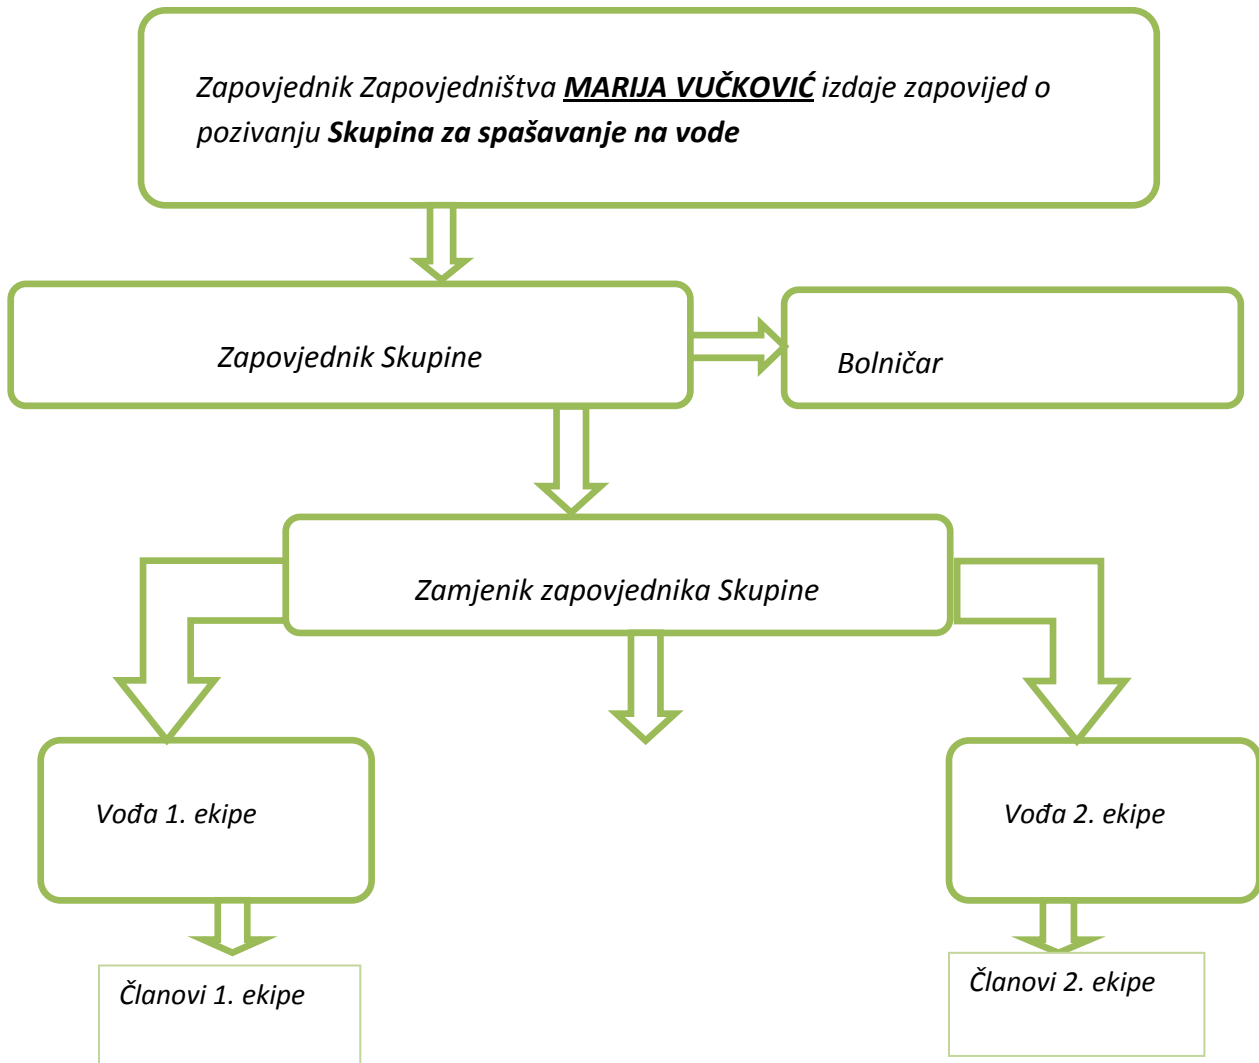 Zapovjednik Zapovjedništva MARIJA VUČKOVIĆ izdaje zapovijed o
pozivanju Skupina za spašavanje na vode
Zapovjednik Skupine
Bolničar
Zamjenik zapovjednika Skupine
Vođa 1. ekipe
Vođa 2. ekipe
Članovi 1. ekipe
Članovi 2. ekipe